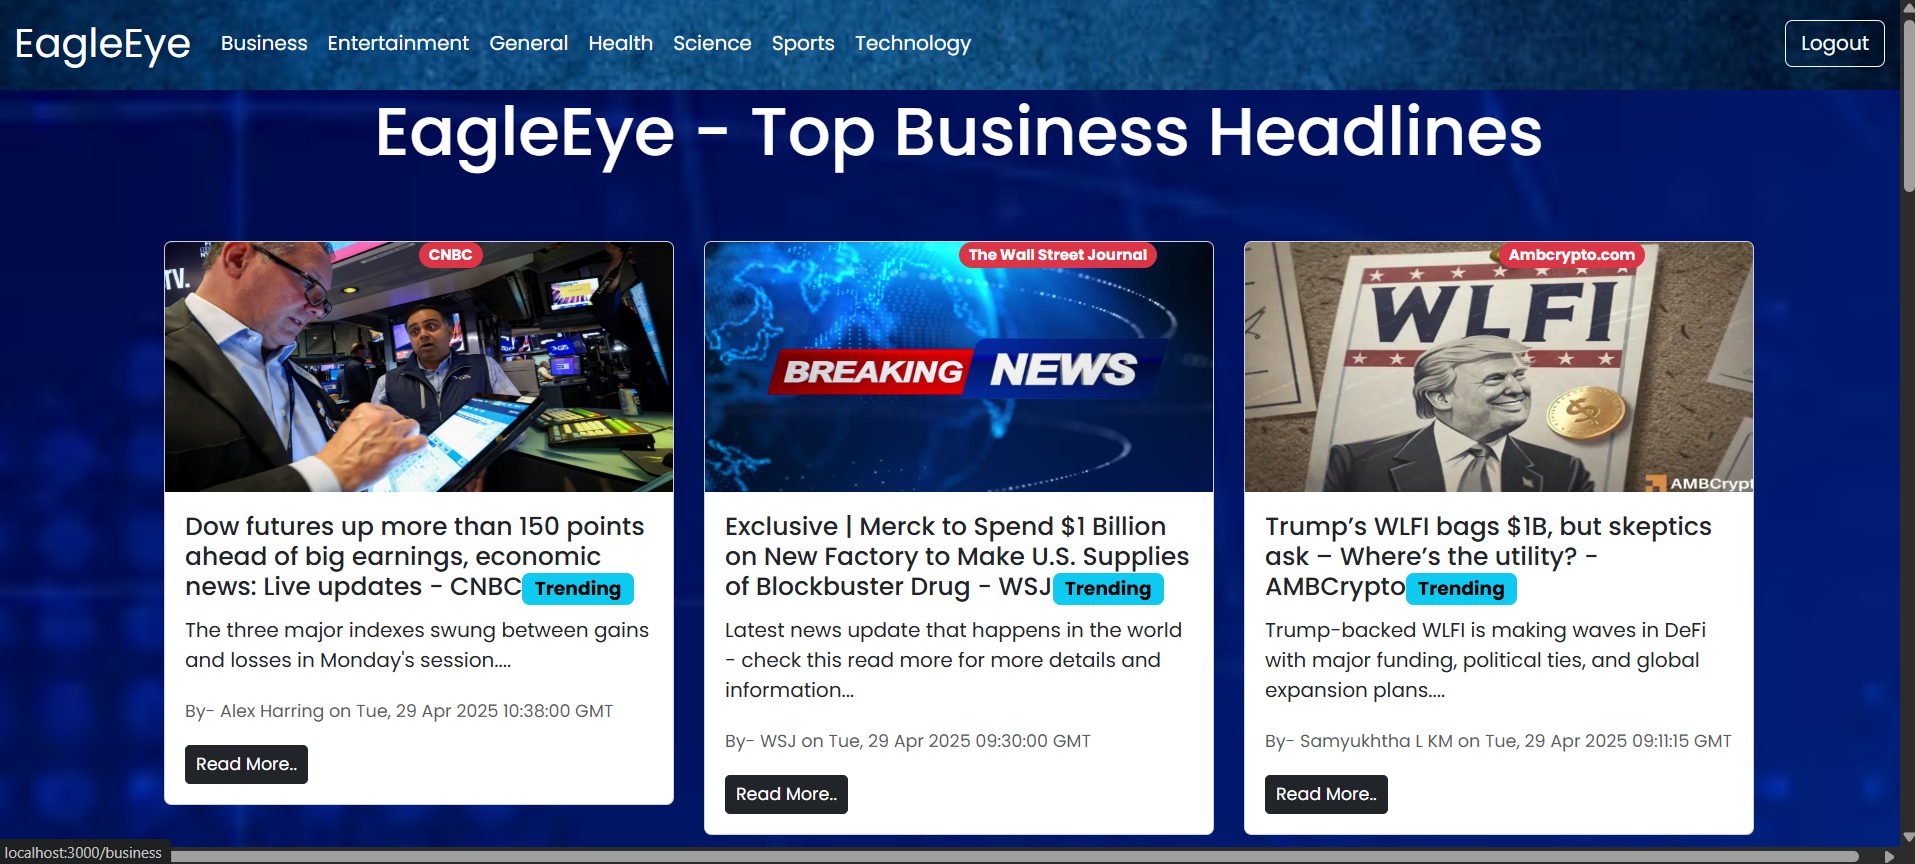 EagleEye Business Entertainment General Health Science Sports Technology Logout
EagleEye - Top Business Headlines
CNBC
Dow futures up more than 150 points
ahead of big earnings, economic
news: Live updates - CNBC Trending
The three major indexes swung between gains
and losses in Monday's session....
By- Alex Harring on Tue, 29 Apr 2025 10:38:00 GMT
Read More..
The Wall Street Journal
BREAKING NEWS
Exclusive | Merck to Spend $1 Billion
on New Factory to Make U.S. Supplies
of Blockbuster Drug - WSJ Trending
Latest news update that happens in the world
- check this read more for more details and
information...
By- WSJ on Tue, 29 Apr 2025 09:30:00 GMT
Read More..
Ambcrypto.com
WLFI
AMBCrypt
Trump’s WLFI bags $1B, but skeptics
ask – Where’s the utility? -
AMBCrypto Trending
Trump-backed WLFI is making waves in DeFi
with major funding, political ties, and global
expansion plans....
By- Samyukhtha L KM on Tue, 29 Apr 2025 09:11:15 GMT
Read More..
localhost:3000/business